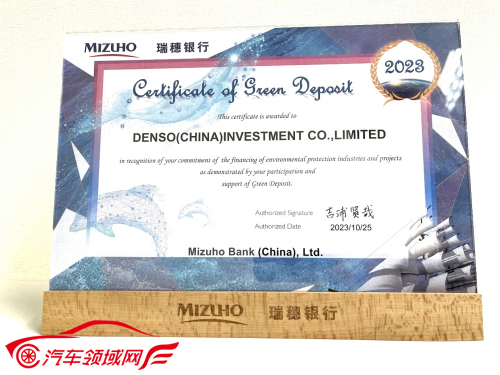 MIZUHO 瑞穗银行
2023
Certificate of Green Deposit
This certificate is awarded to
DENSO(CHINA)INVESTMENT CO.,LIMITED
in recognition of your commitment of the financing of environmental protection industries and projects
as demonstrated by your participation and
support of Green Deposit.
Authorized Signature 吉浦賢哉
Authorized Date 2023/10/25
Mizuho Bank (China), Ltd.
MIZUHO 瑞穗银行
汽车领域网